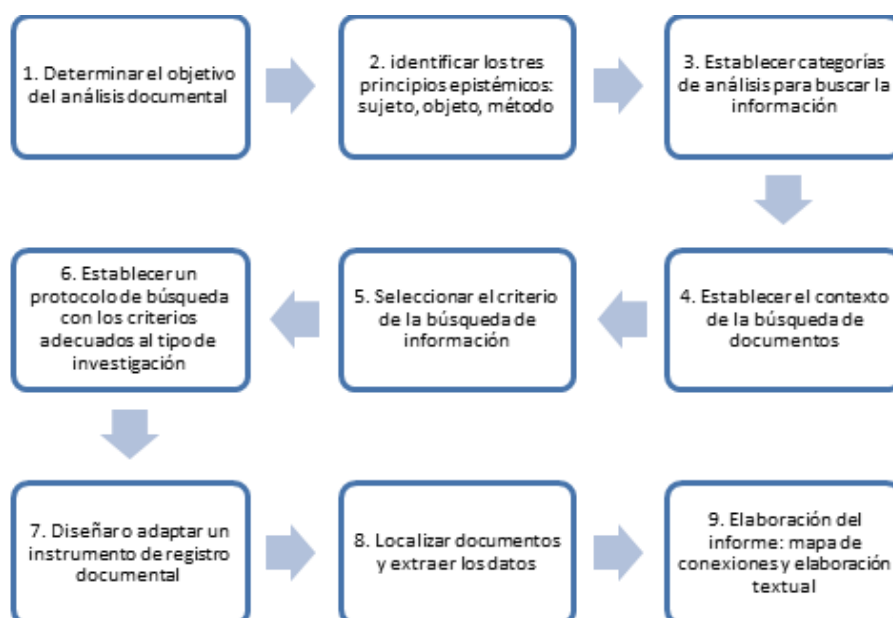 1. Determinar el objetivo
del análisis documental
2. identificar los tres
principios epistémicos:
sujeto, objeto, método
3. Establecer categorías
de análisis para buscar la
información
4. Establecer el contexto
de la búsqueda de
documentos
5. Seleccionar el criterio
de la búsqueda de
información
6. Establecer un
protocolo de búsqueda
con los criterios
adecuados al tipo de
investigación
7. Diseñar o adaptar un
instrumento de registro
documental
8. Localizar documentos
y extraer los datos
9. Elaboración del
informe: mapa de
conexiones y elaboración
textual